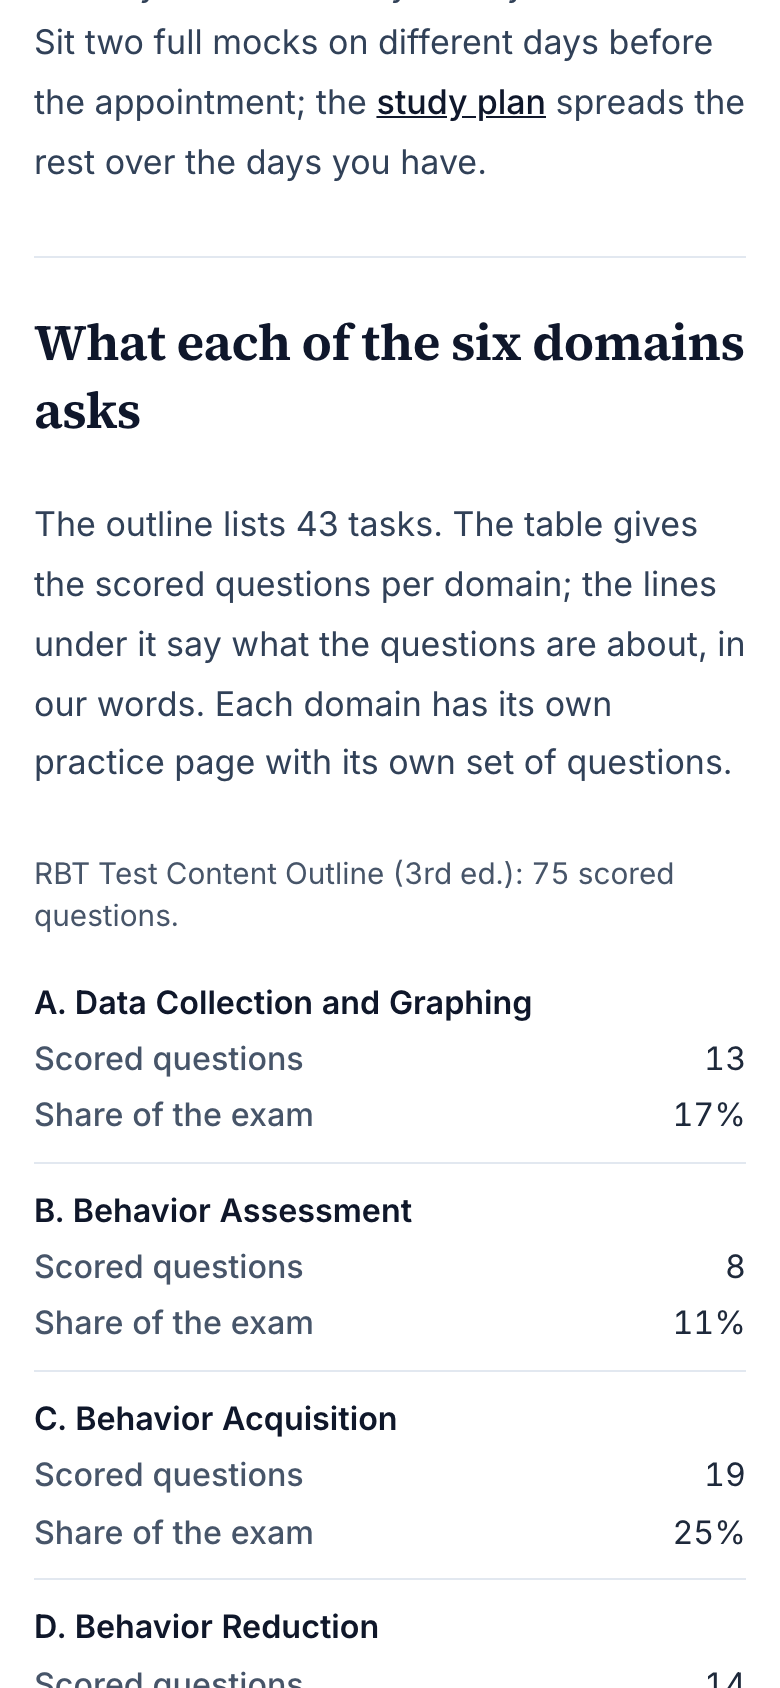 Sit two full mocks on different days before
the appointment; the study plan spreads the
rest over the days you have.
What each of the six domains
asks
The outline lists 43 tasks. The table gives
the scored questions per domain; the lines
under it say what the questions are about, in
our words. Each domain has its own
practice page with its own set of questions.
RBT Test Content Outline (3rd ed.): 75 scored
questions.
A. Data Collection and Graphing
Scored questions 13
Share of the exam 17%
B. Behavior Assessment
Scored questions 8
Share of the exam 11%
C. Behavior Acquisition
Scored questions 19
Share of the exam 25%
D. Behavior Reduction
Scored questions 14